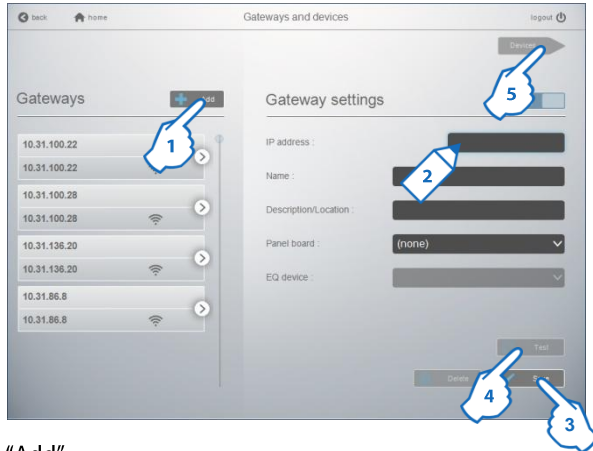 back home Gateways and devices logout
Devices
5
Gateways Add Gateway settings
1
10.31.100.22
10.31.100.22
10.31.100.28
10.31.100.28
10.31.136.20
10.31.136.20
10.31.86.8
10.31.86.8
IP address :
2
Name :
Description/Location :
Panel board : (none)
EQ device :
Test
Delete Save
4
3
"Add"